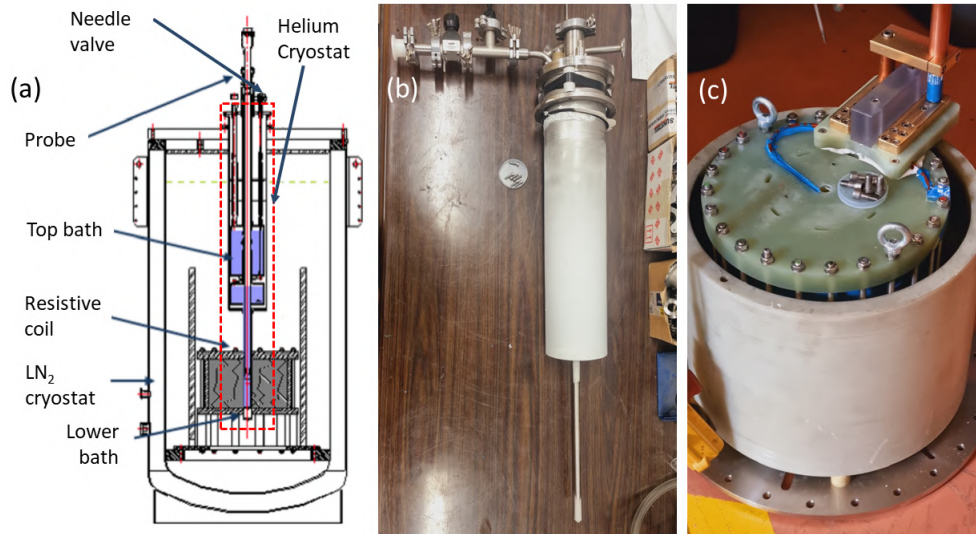 Needle
valve
Helium
Cryostat
(a)
(b)
(c)
Probe
Top bath
Resistive
coil
LN₂
cryostat
Lower
bath